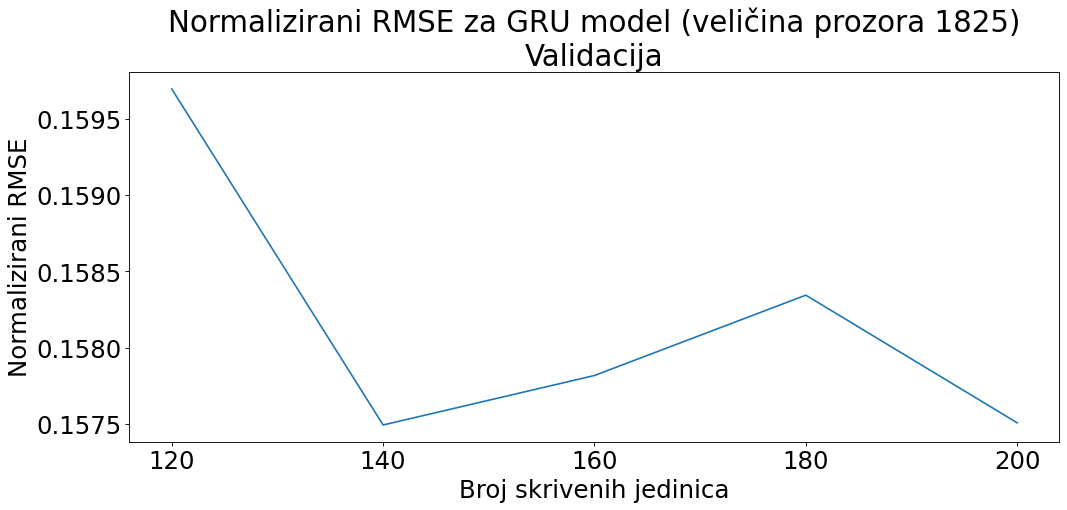 Normalizirani RMSE za GRU model (veličina prozora 1825)
Validacija
Normalizirani RMSE
0.1595
0.1590
0.1585
0.1580
0.1575
120 140 160 180 200
Broj skrivenih jedinica